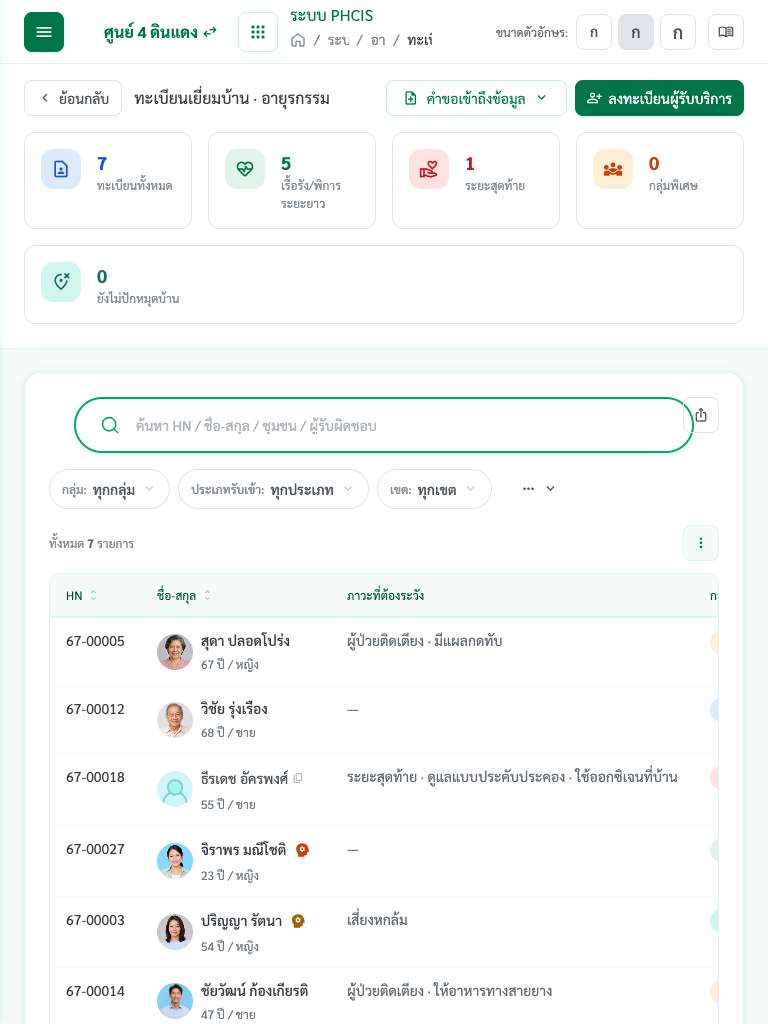 ศูนย์ 4 ดินแดง
ระบบ PHCIS
/ ระบ / อา / ทะเบ
ขนาดตัวอักษร: ก ก ก
ย้อนกลับ
ทะเบียนเยี่ยมบ้าน · อายุรกรรม
คำขอเข้าถึงข้อมูล
ลงทะเบียนผู้รับบริการ
7
ทะเบียนทั้งหมด
5
เรื้อรัง/พิการ
ระยะยาว
1
ระยะสุดท้าย
0
กลุ่มพิเศษ
0
ยังไม่ปักหมุดบ้าน
ค้นหา HN / ชื่อ-สกุล / ชุมชน / ผู้รับผิดชอบ
กลุ่ม: ทุกกลุ่ม
ประเภทรับเข้า: ทุกประเภท
เขต: ทุกเขต
ทั้งหมด 7 รายการ
HN ชื่อ-สกุล ภาวะที่ต้องระวัง
67-00005 สุดา ปลอดโปร่ง ผู้ป่วยติดเตียง · มีแผลกดทับ
67 ปี / หญิง
67-00012 วิชัย รุ่งเรือง —
68 ปี / ชาย
67-00018 ธีรเดช อัครพงศ์ ระยะสุดท้าย · ดูแลแบบประคับประคอง · ใช้ออกซิเจนที่บ้าน
55 ปี / ชาย
67-00027 จิราพร มณีโชติ —
23 ปี / หญิง
67-00003 ปริญญา รัตนา เสี่ยงหกล้ม
54 ปี / หญิง
67-00014 ชัยวัฒน์ ก้องเกียรติ ผู้ป่วยติดเตียง · ให้อาหารทางสายยาง
47 ปี / ชาย